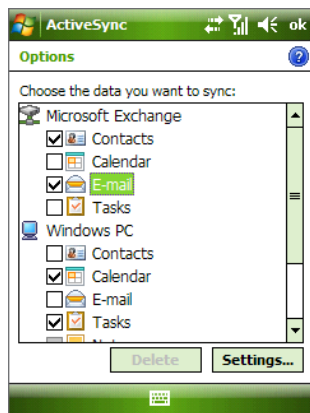 ActiveSync ok
Options
Choose the data you want to sync:
Microsoft Exchange
Contacts
Calendar
E-mail
Tasks
Windows PC
Contacts
Calendar
E-mail
Tasks
Delete Settings...